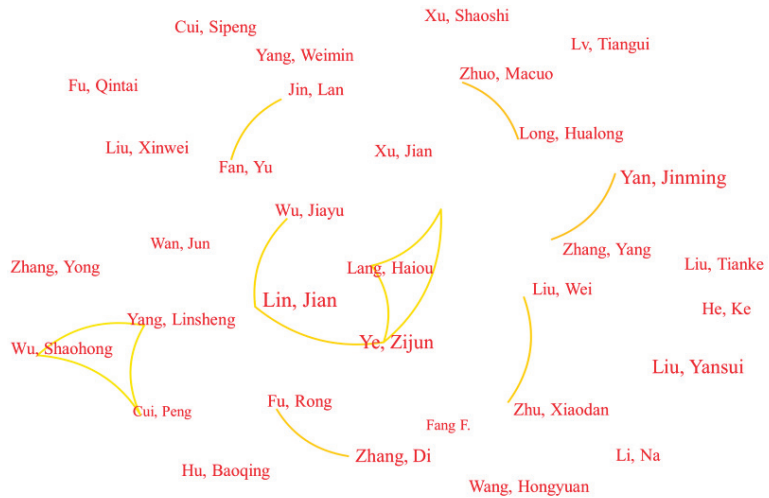 Xu, Shaoshi
Cui, Sipeng
Lv, Tiangui
Yang, Weimin
Zhuo, Macuo
Fu, Qintai
Jin, Lan
Long, Hualong
Liu, Xinwei
Xu, Jian
Fan, Yu
Yan, Jinming
Wu, Jiayu
Wan, Jun
Zhang, Yang
Zhang, Yong
Lang, Haiou
Liu, Tianke
Liu, Wei
Lin, Jian
He, Ke
Yang, Linsheng
Ye, Zijun
Wu, Shaohong
Liu, Yansui
Fu, Rong
Cui, Peng
Zhu, Xiaodan
Fang F.
Zhang, Di
Li, Na
Hu, Baoqing
Wang, Hongyuan